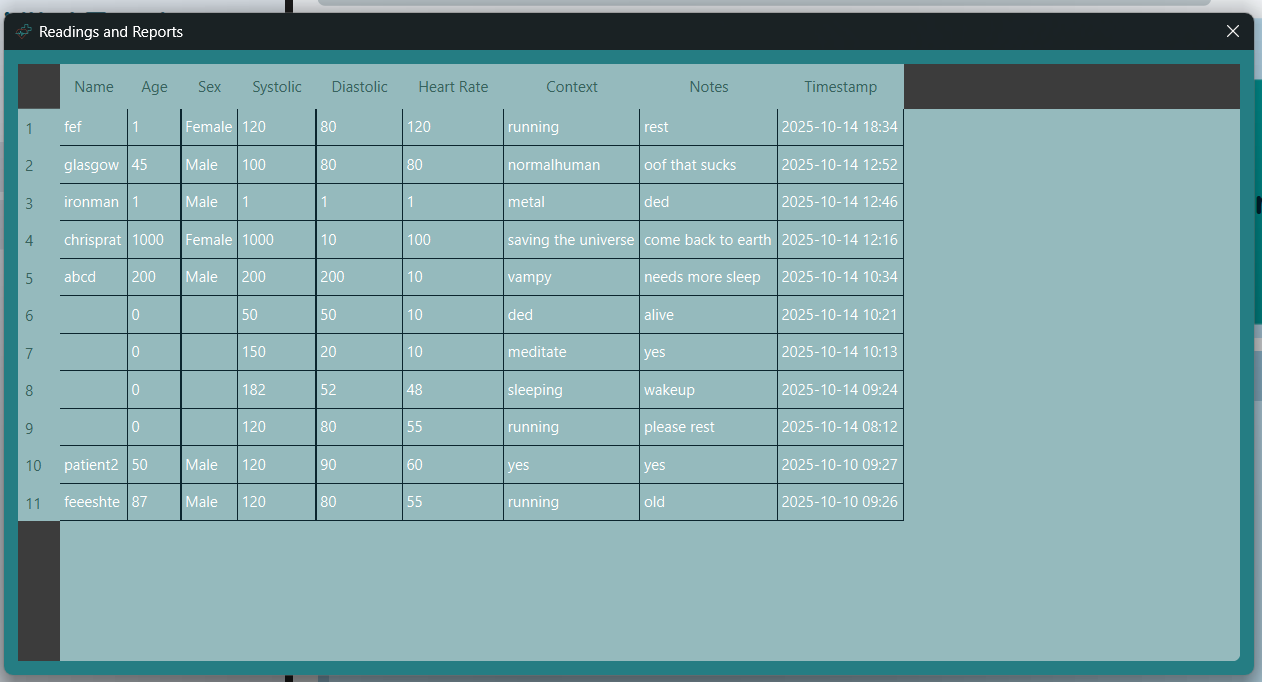 Readings and Reports
Name Age Sex Systolic Diastolic Heart Rate Context Notes Timestamp
1 fef 1 Female 120 80 120 running rest 2025-10-14 18:34
2 glasgow 45 Male 100 80 80 normalhuman oof that sucks 2025-10-14 12:52
3 ironman 1 Male 1 1 1 metal ded 2025-10-14 12:46
4 chrisprat 1000 Female 1000 10 100 saving the universe come back to earth 2025-10-14 12:16
5 abcd 200 Male 200 200 10 vampy needs more sleep 2025-10-14 10:34
6 0 50 50 10 ded alive 2025-10-14 10:21
7 0 150 20 10 meditate yes 2025-10-14 10:13
8 0 182 52 48 sleeping wakeup 2025-10-14 09:24
9 0 120 80 55 running please rest 2025-10-14 08:12
10 patient2 50 Male 120 90 60 yes yes 2025-10-10 09:27
11 feeeshte 87 Male 120 80 55 running old 2025-10-10 09:26